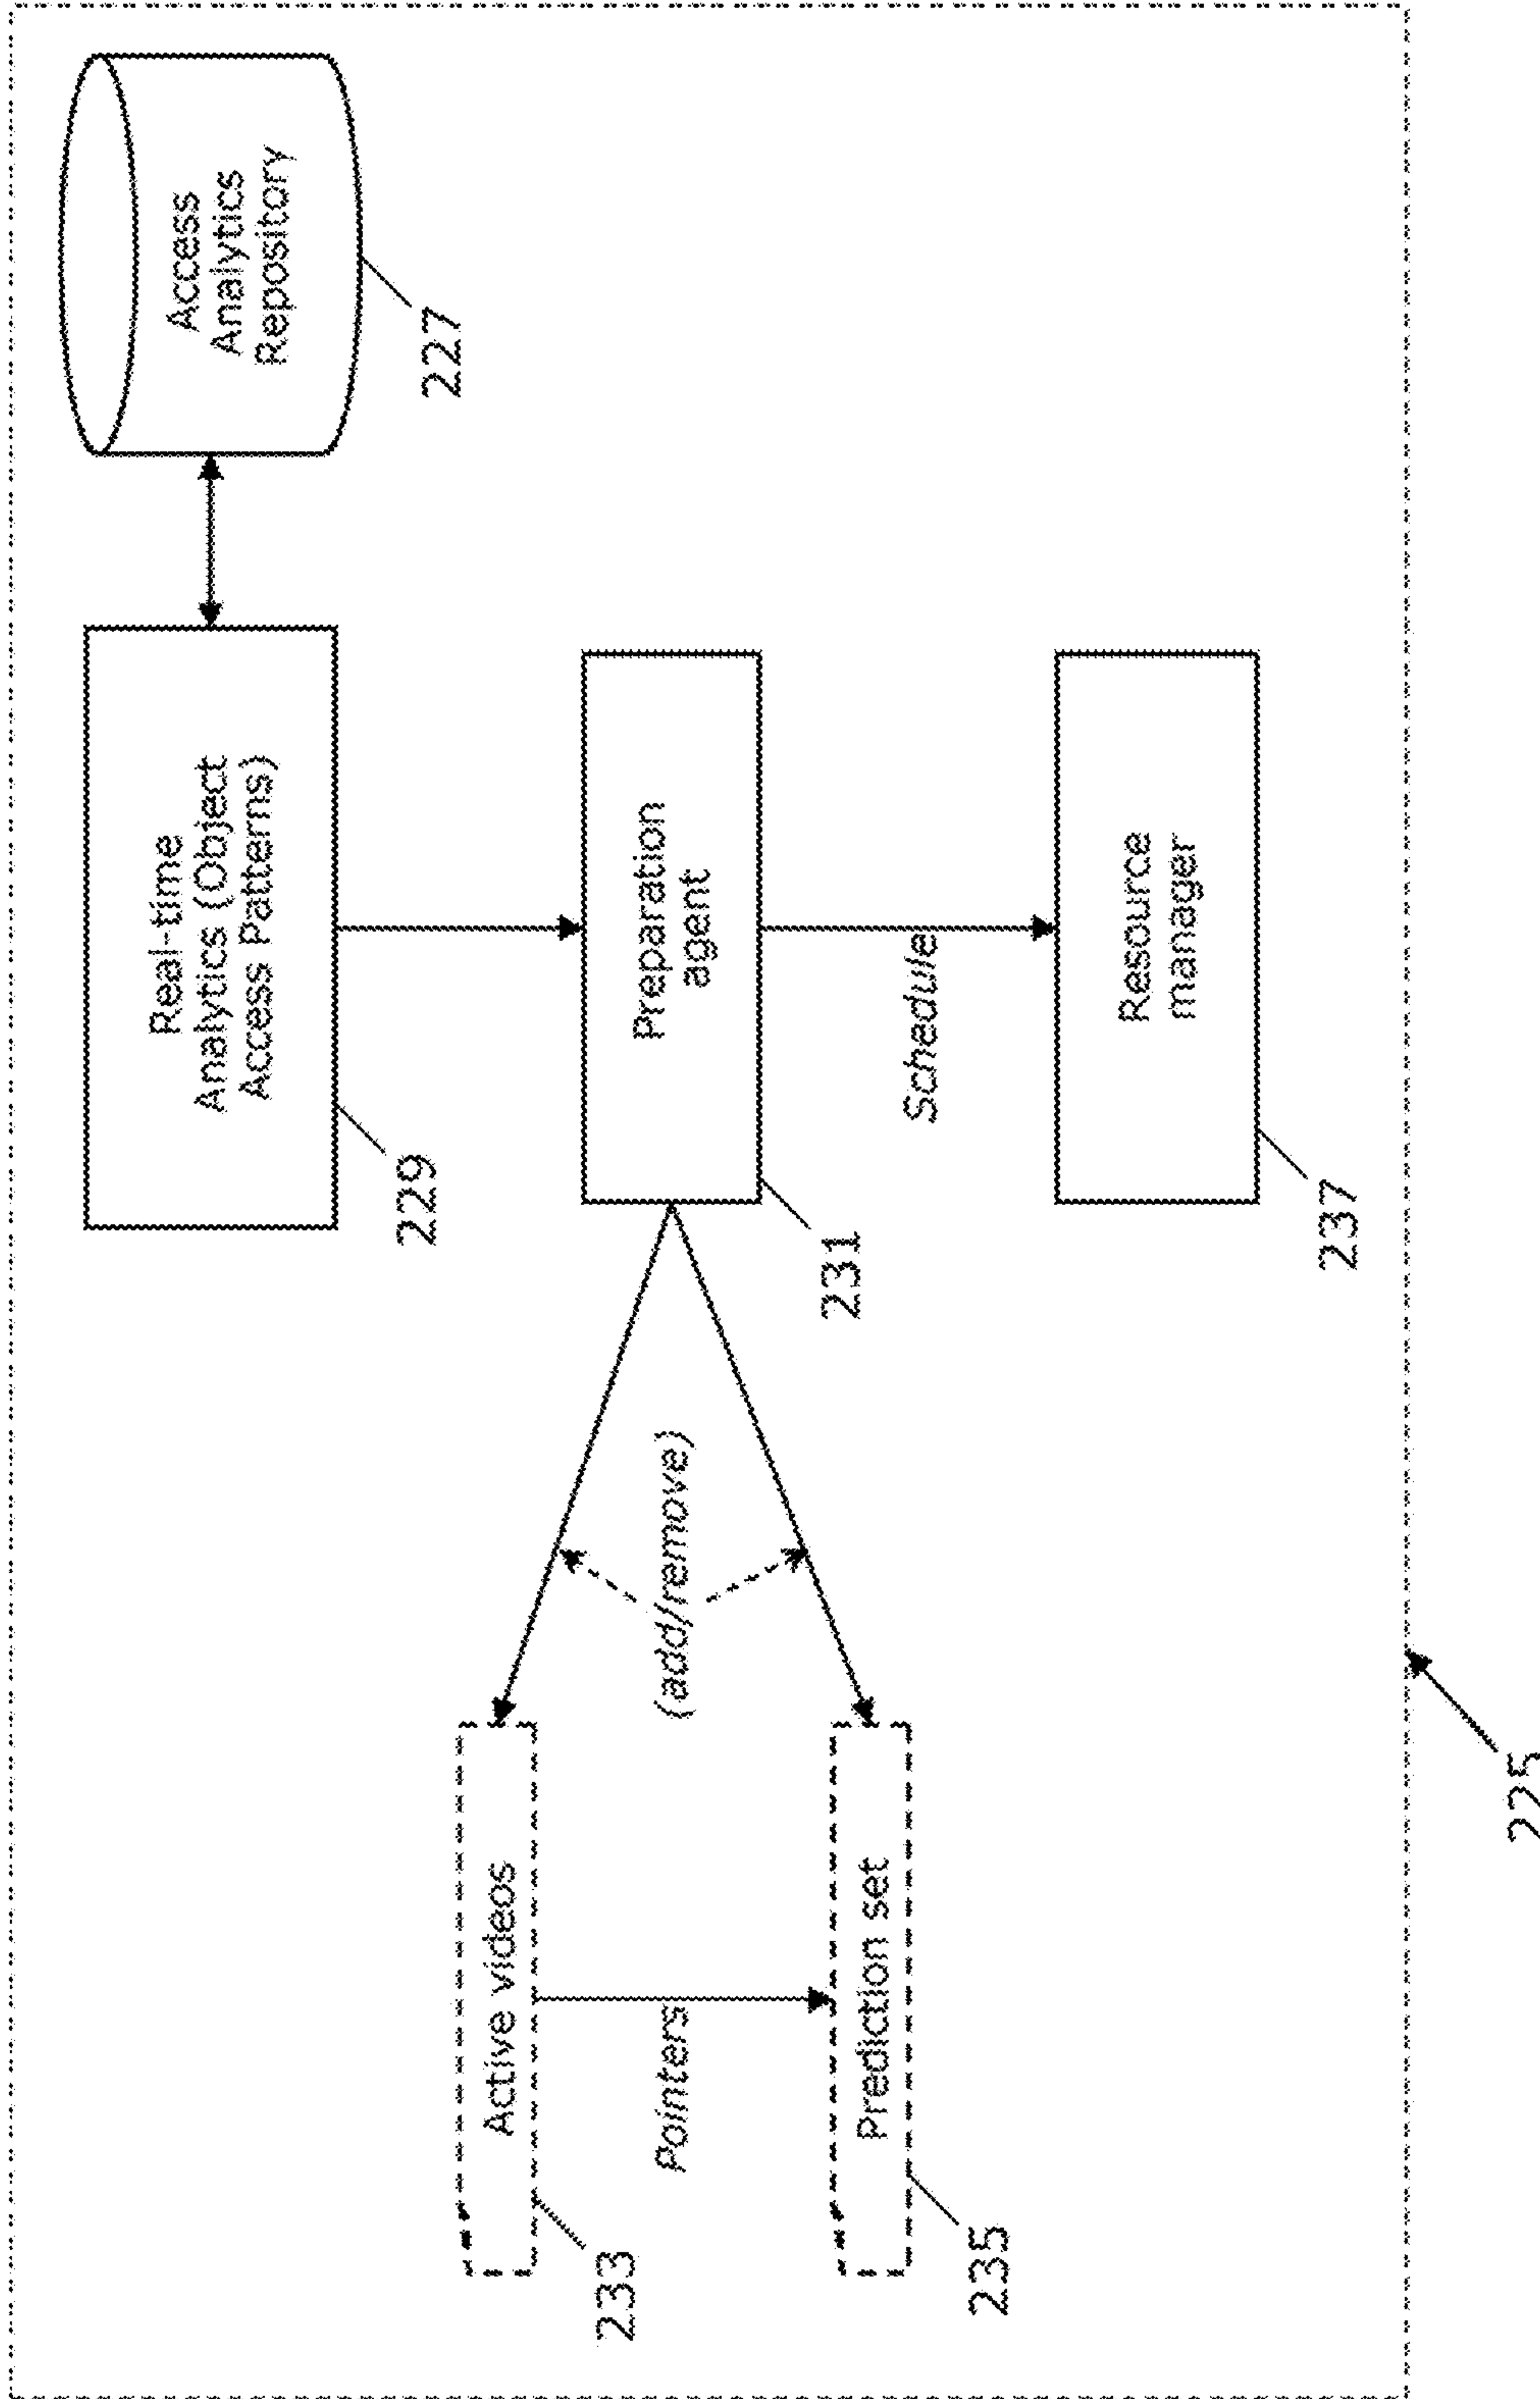 Access
Analytics
Repository
227
Real-time
Analytics (Object
Access Patterns)
229
Preparation
agent
231
Schedule
Resource
manager
237
(add/remove)
Active videos
233
Pointers
Prediction set
235
225